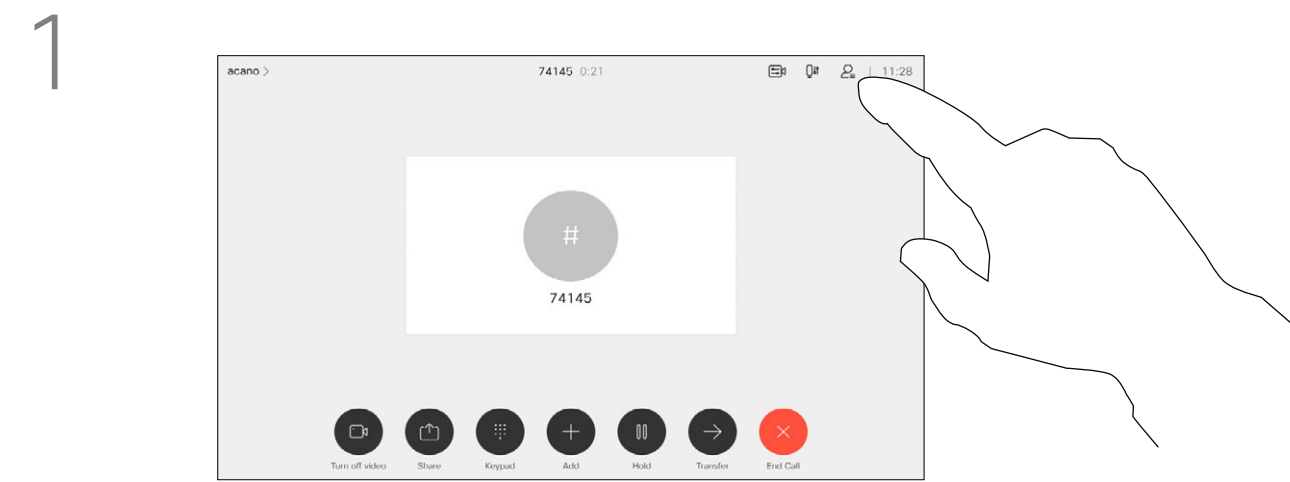 1
acano >
74145 0:21
11:28
#
74145
Turn off video Share Keypad Add Hold Transfer End Call